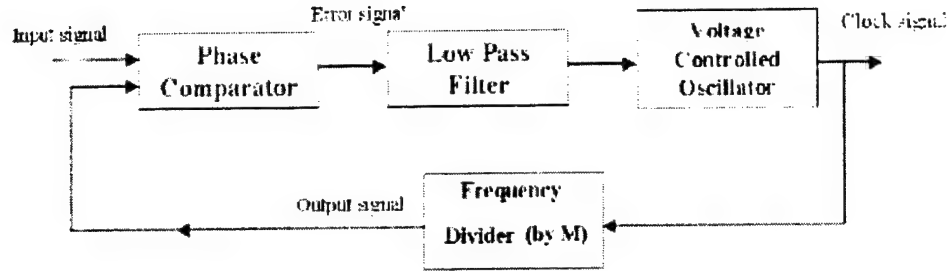 Input signal
Error signal
Clock signal
Phase
Comparator
Low Pass
Filter
Voltage
Controlled
Oscillator
Output signal
Frequency
Divider (by M)